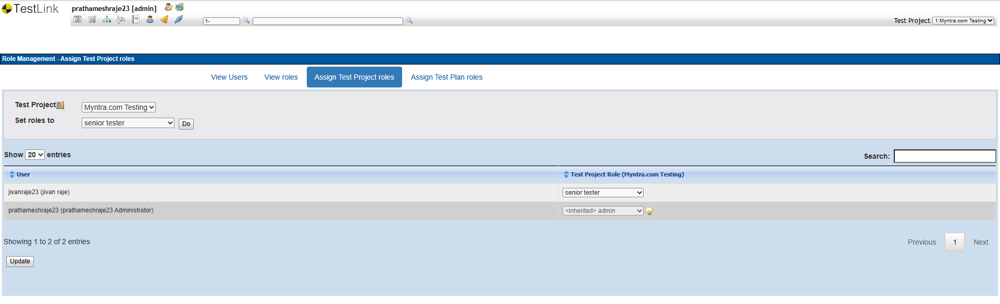 TestLink
prathameshraje23 [admin]
1-
Test Project 1:Myntra.com Testing
Role Management - Assign Test Project roles
View Users View roles Assign Test Project roles Assign Test Plan roles
Test Project Myntra.com Testing
Set roles to senior tester Do
Show 20 entries Search:
User Test Project Role (Myntra.com Testing)
jivanraje23 (jivan raje) senior tester
prathameshraje23 (prathameshraje23 Administrator) <inherited> admin
Showing 1 to 2 of 2 entries Previous 1 Next
Update